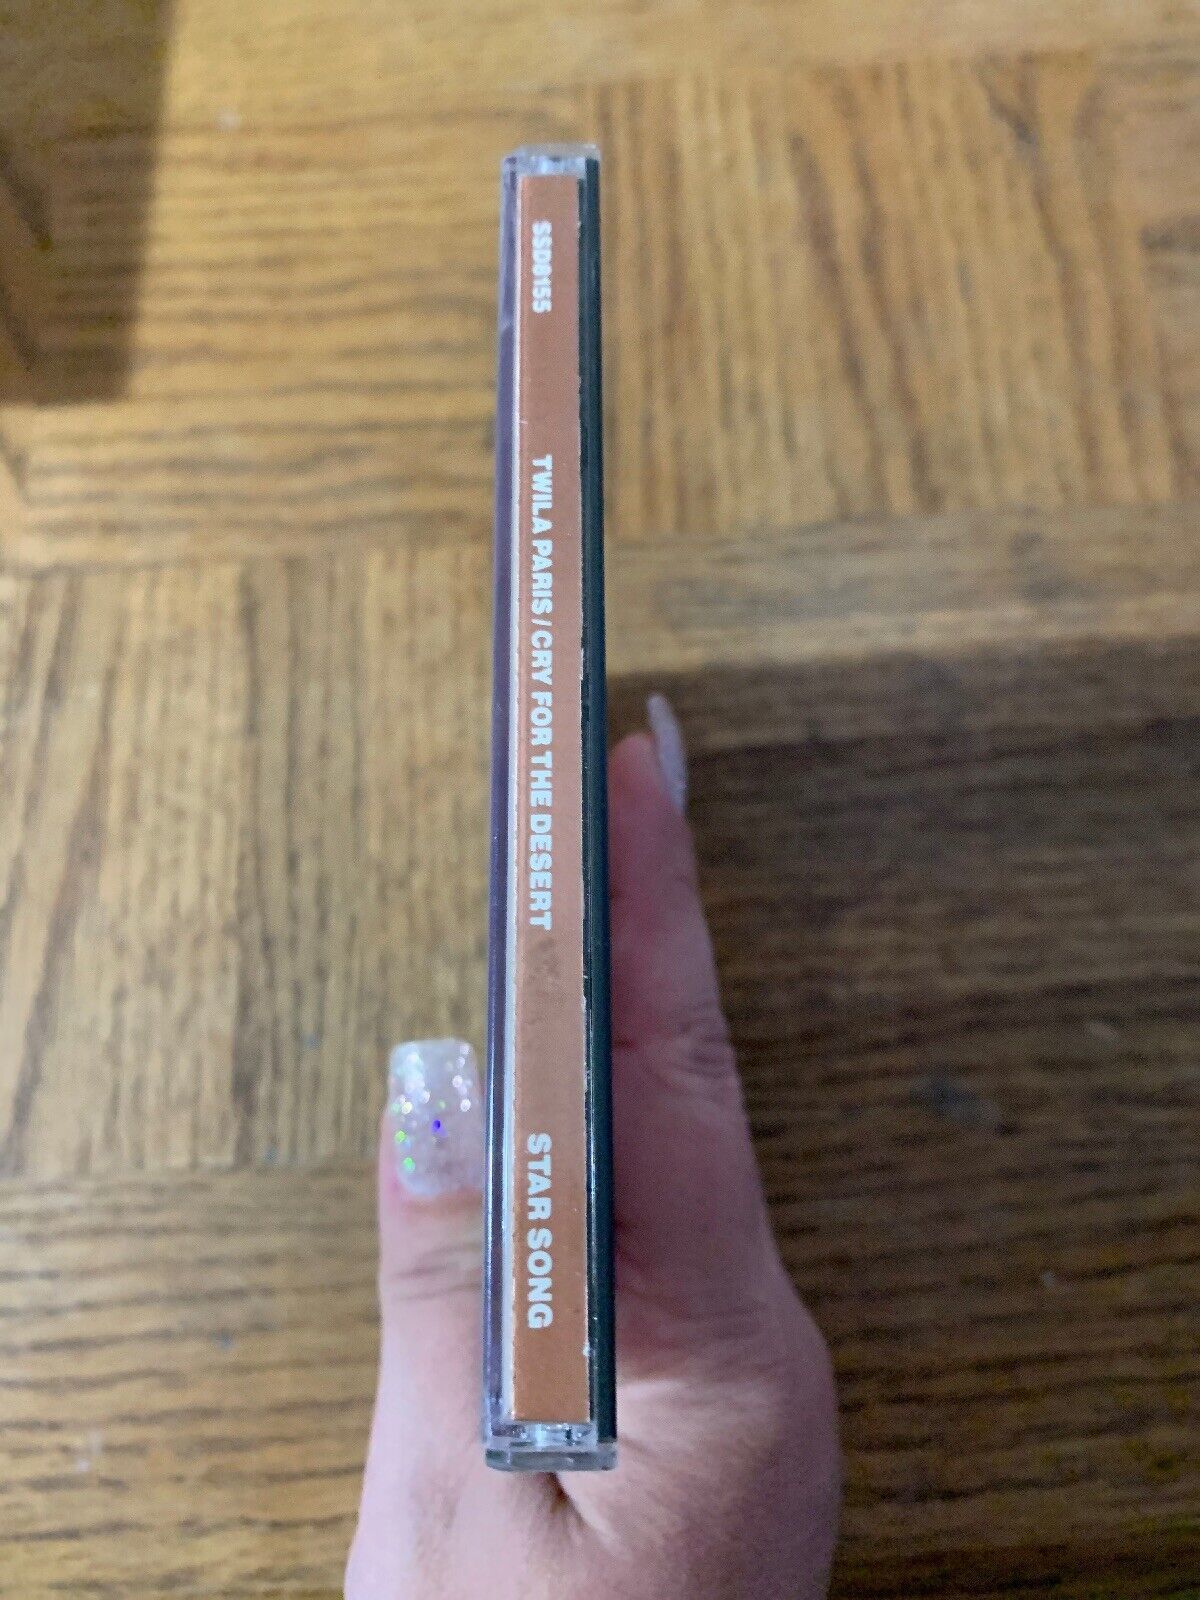 SSD8155
TWILA PARIS / CRY FOR THE DESERT
STAR SONG